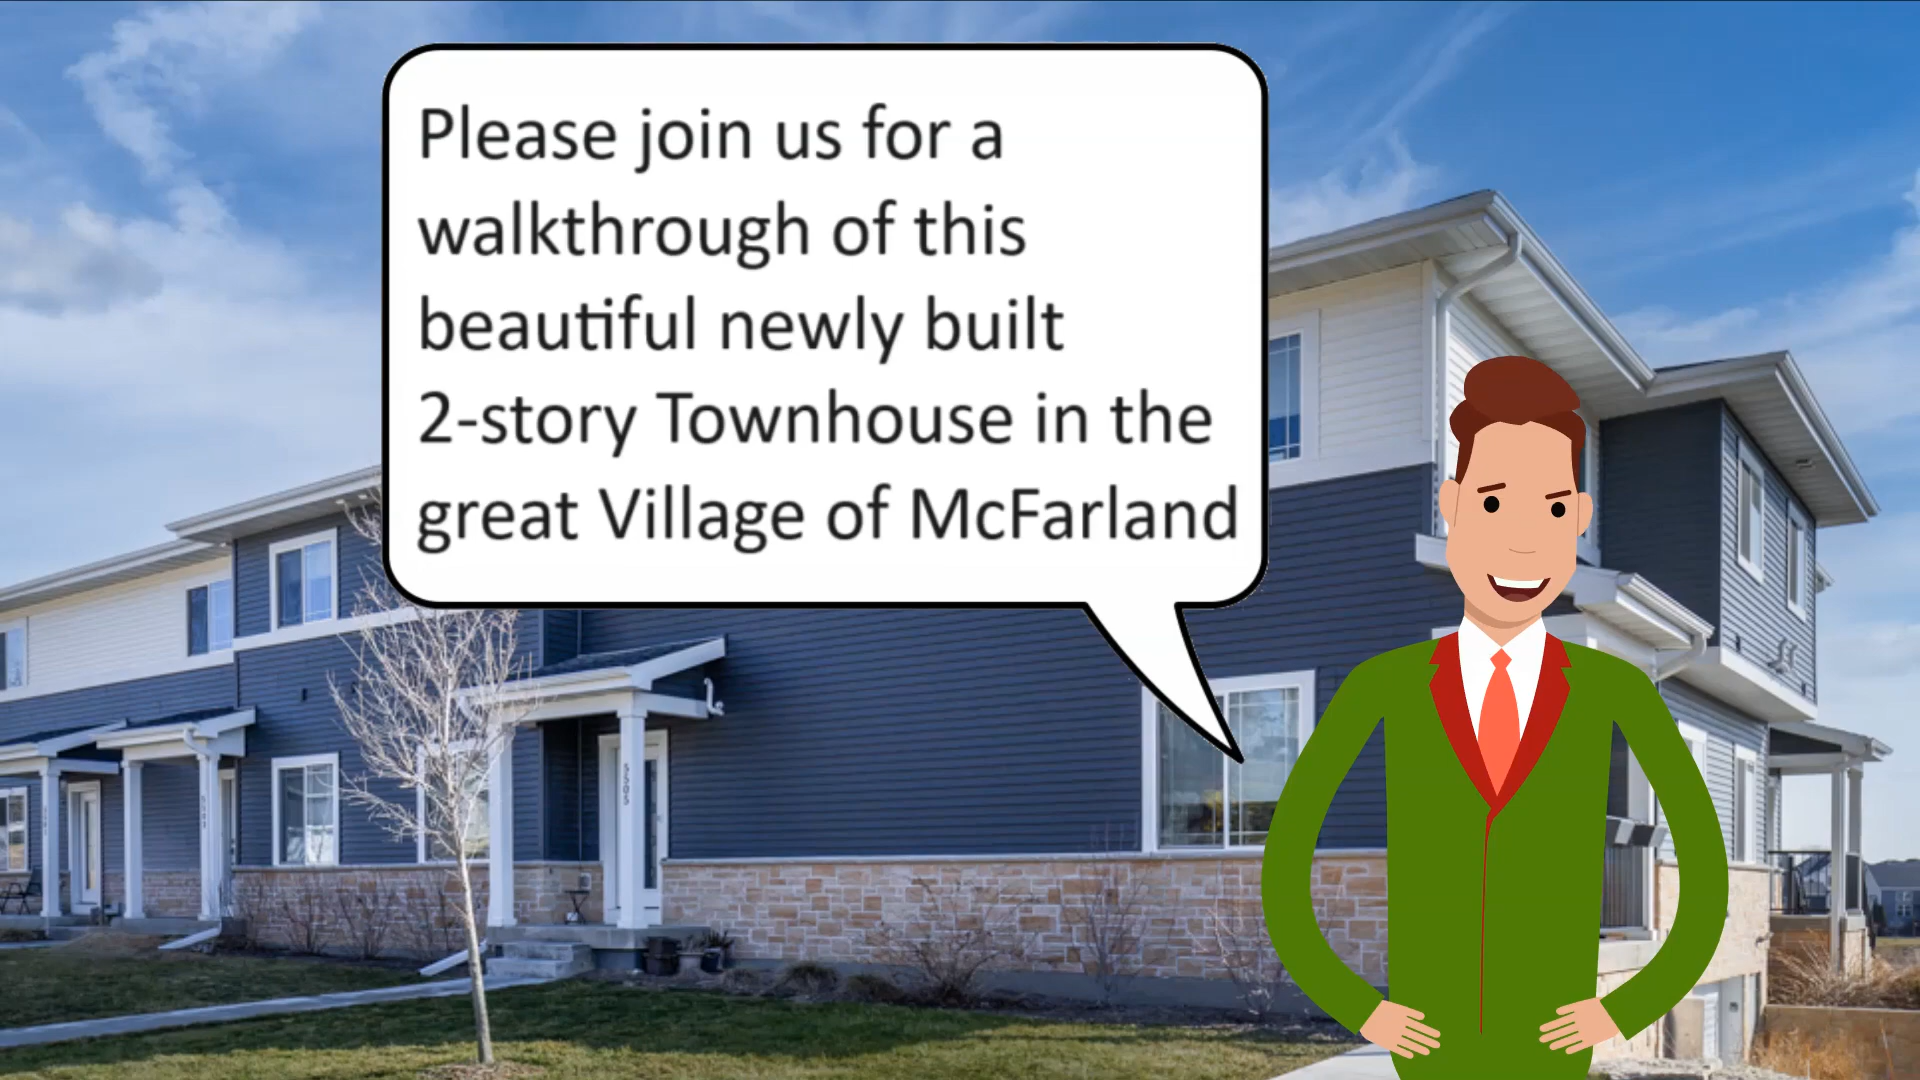 Please join us for a
walkthrough of this
beautiful newly built
2-story Townhouse in the
great Village of McFarland
5505